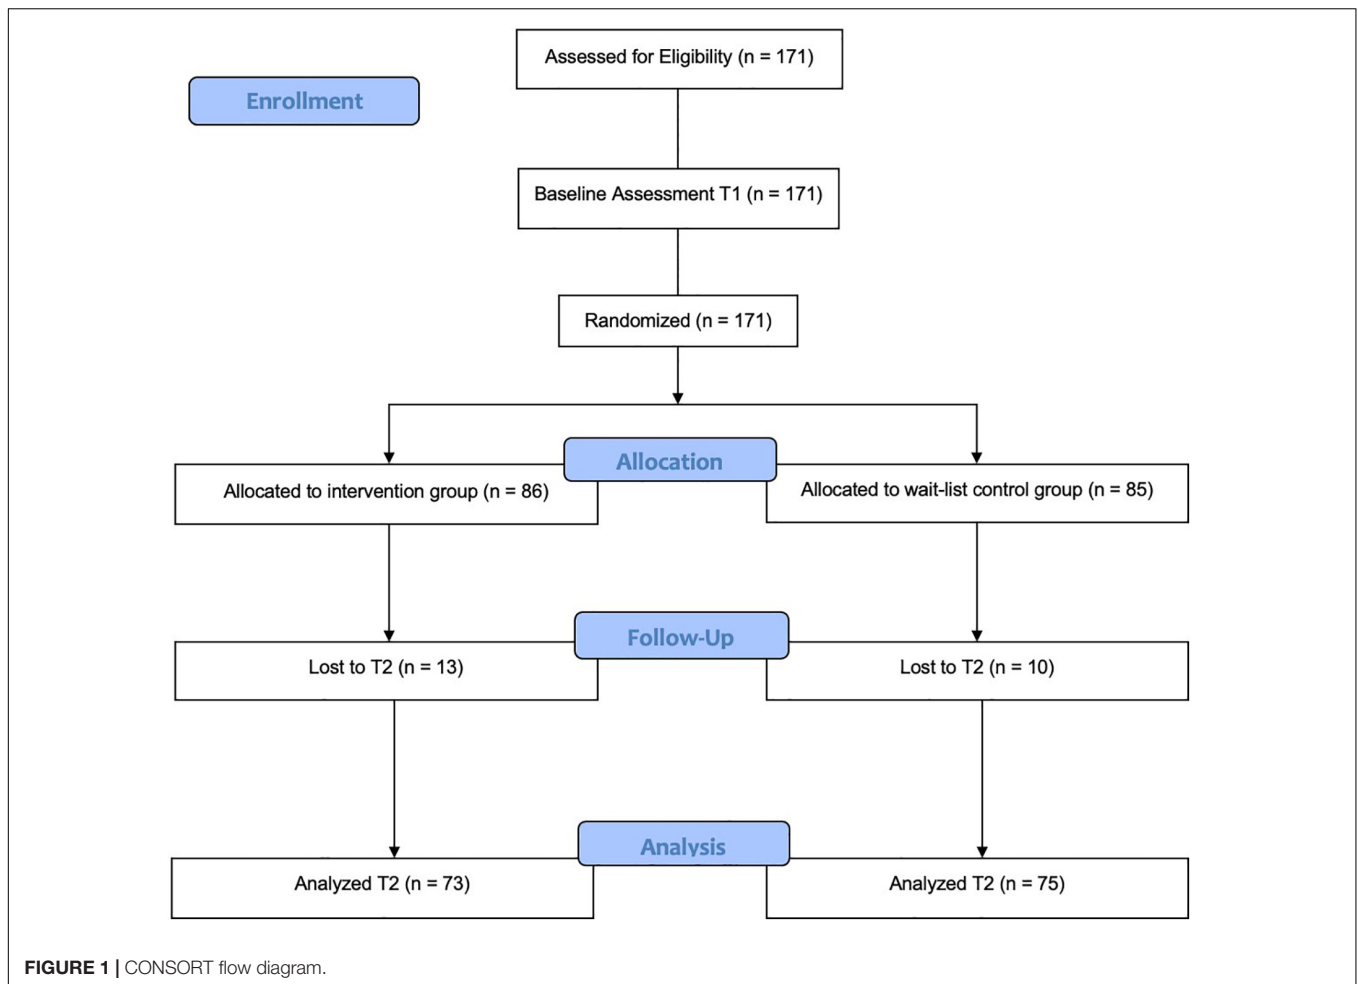 Assessed for Eligibility (n = 171)
Enrollment
Baseline Assessment T1 (n = 171)
Randomized (n = 171)
Allocation
Allocated to intervention group (n = 86)
Allocated to wait-list control group (n = 85)
Follow-Up
Lost to T2 (n = 13)
Lost to T2 (n = 10)
Analysis
Analyzed T2 (n = 73)
Analyzed T2 (n = 75)
FIGURE 1 | CONSORT flow diagram.